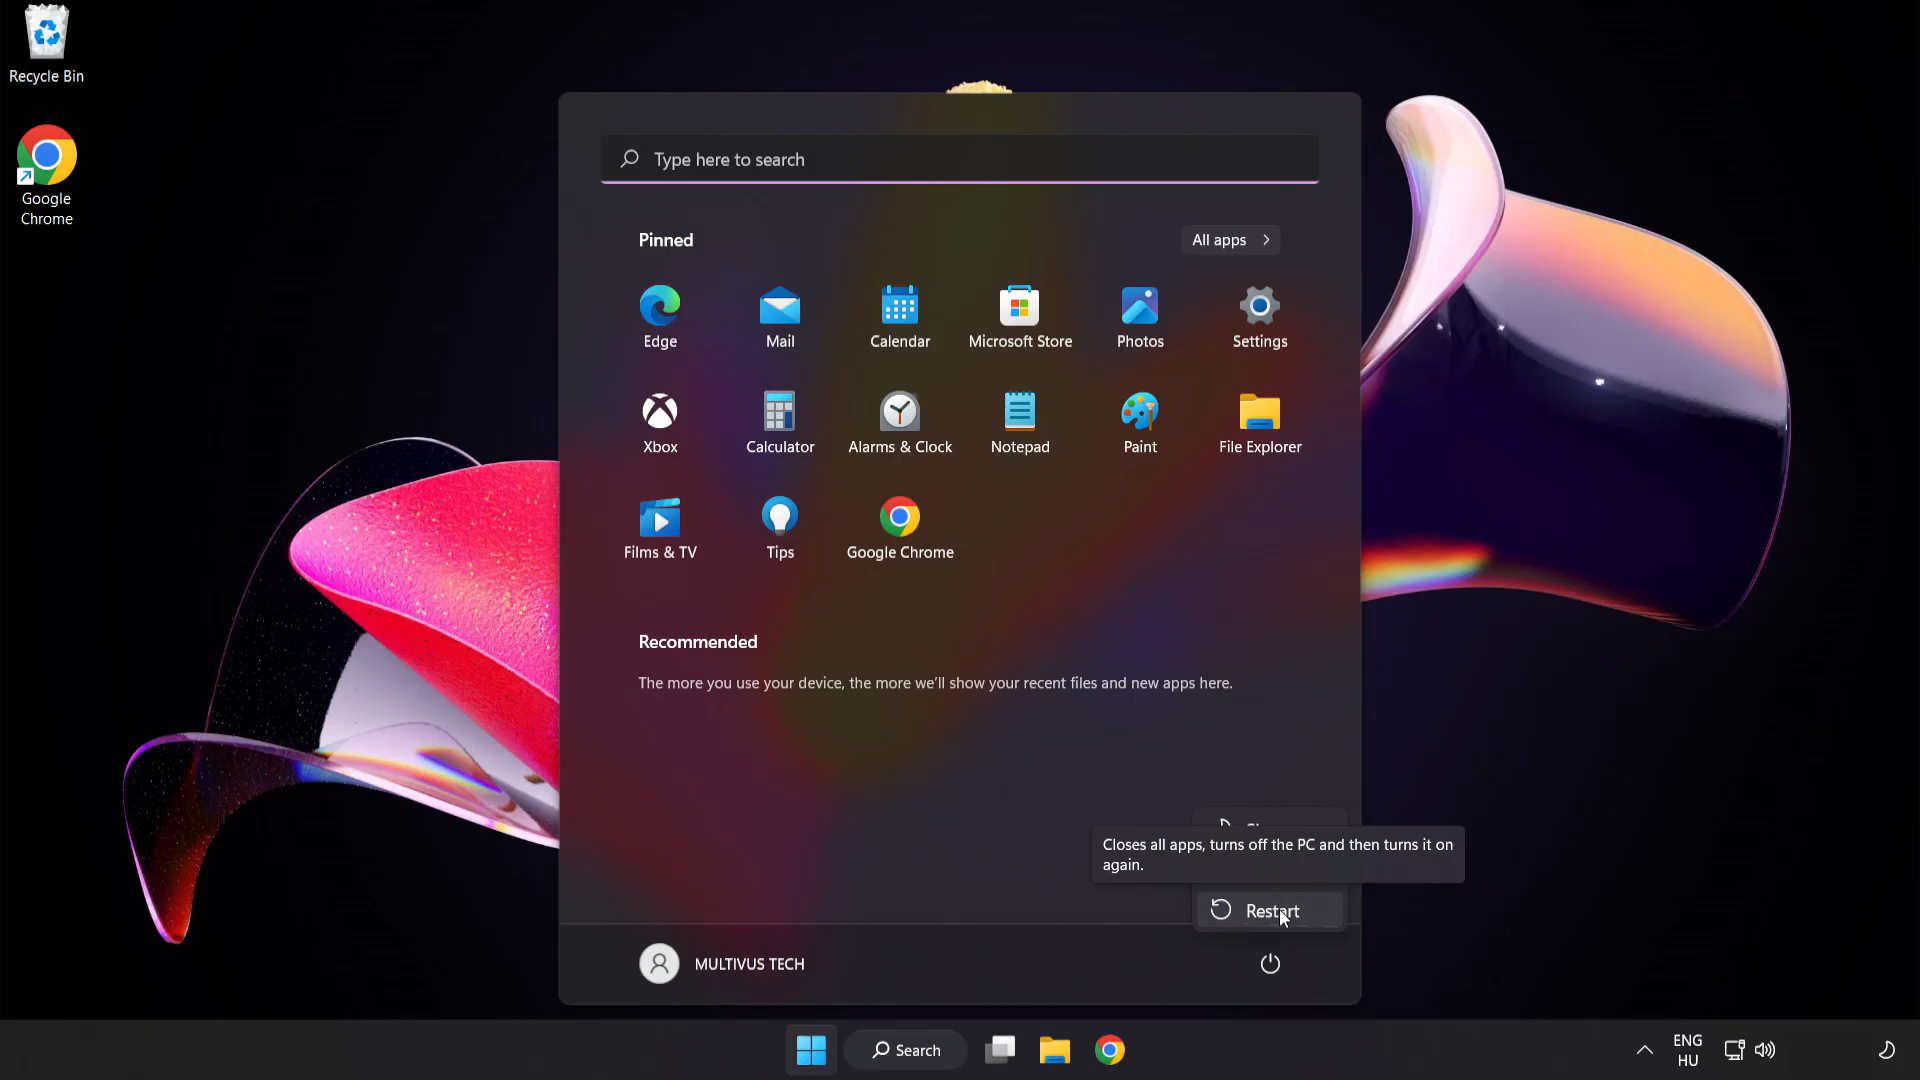 Recycle Bin
Google
Chrome
Type here to search
Pinned
All apps
Edge
Mail
Calendar
Microsoft Store
Photos
Settings
Xbox
Calculator
Alarms & Clock
Notepad
Paint
File Explorer
Films & TV
Tips
Google Chrome
Recommended
The more you use your device, the more we'll show your recent files and new apps here.
Closes all apps, turns off the PC and then turns it on
again.
Restart
MULTIVUS TECH
Search
ENG
HU